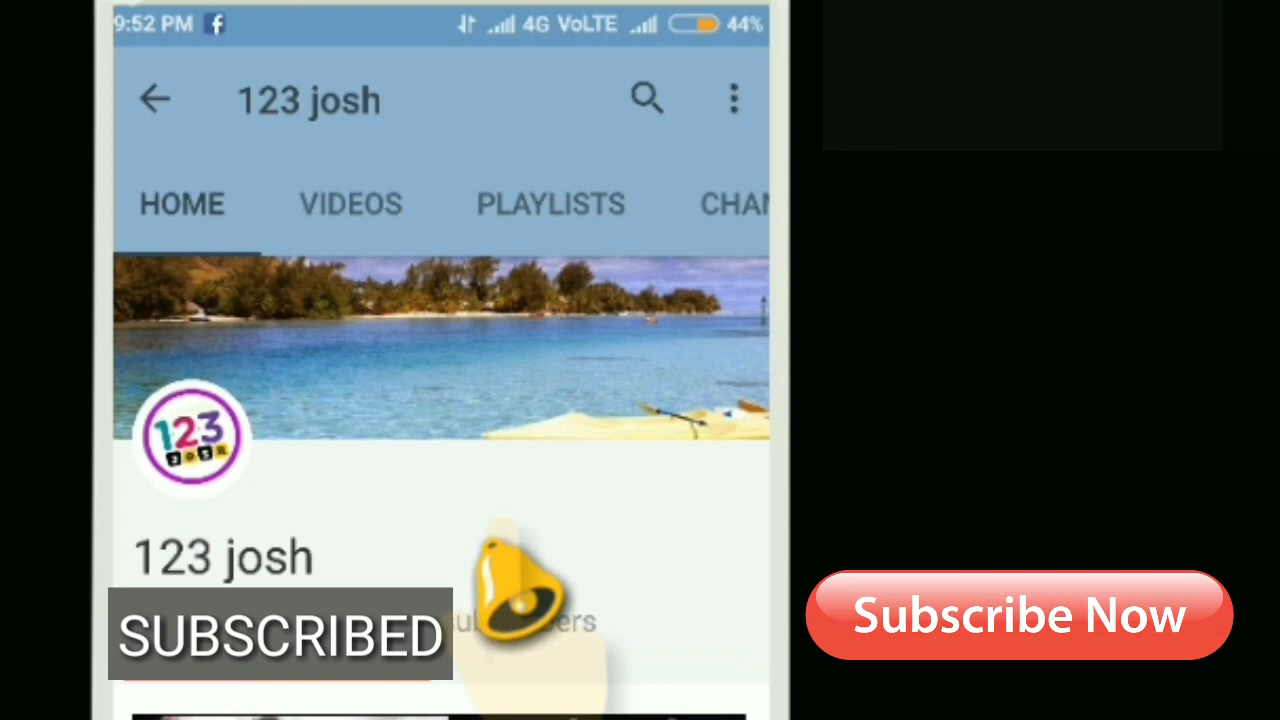 9:52 PM f 4G VoLTE 44%
123 josh
HOME VIDEOS PLAYLISTS CHAN
123
123 josh
SUBSCRIBED
Subscribe Now